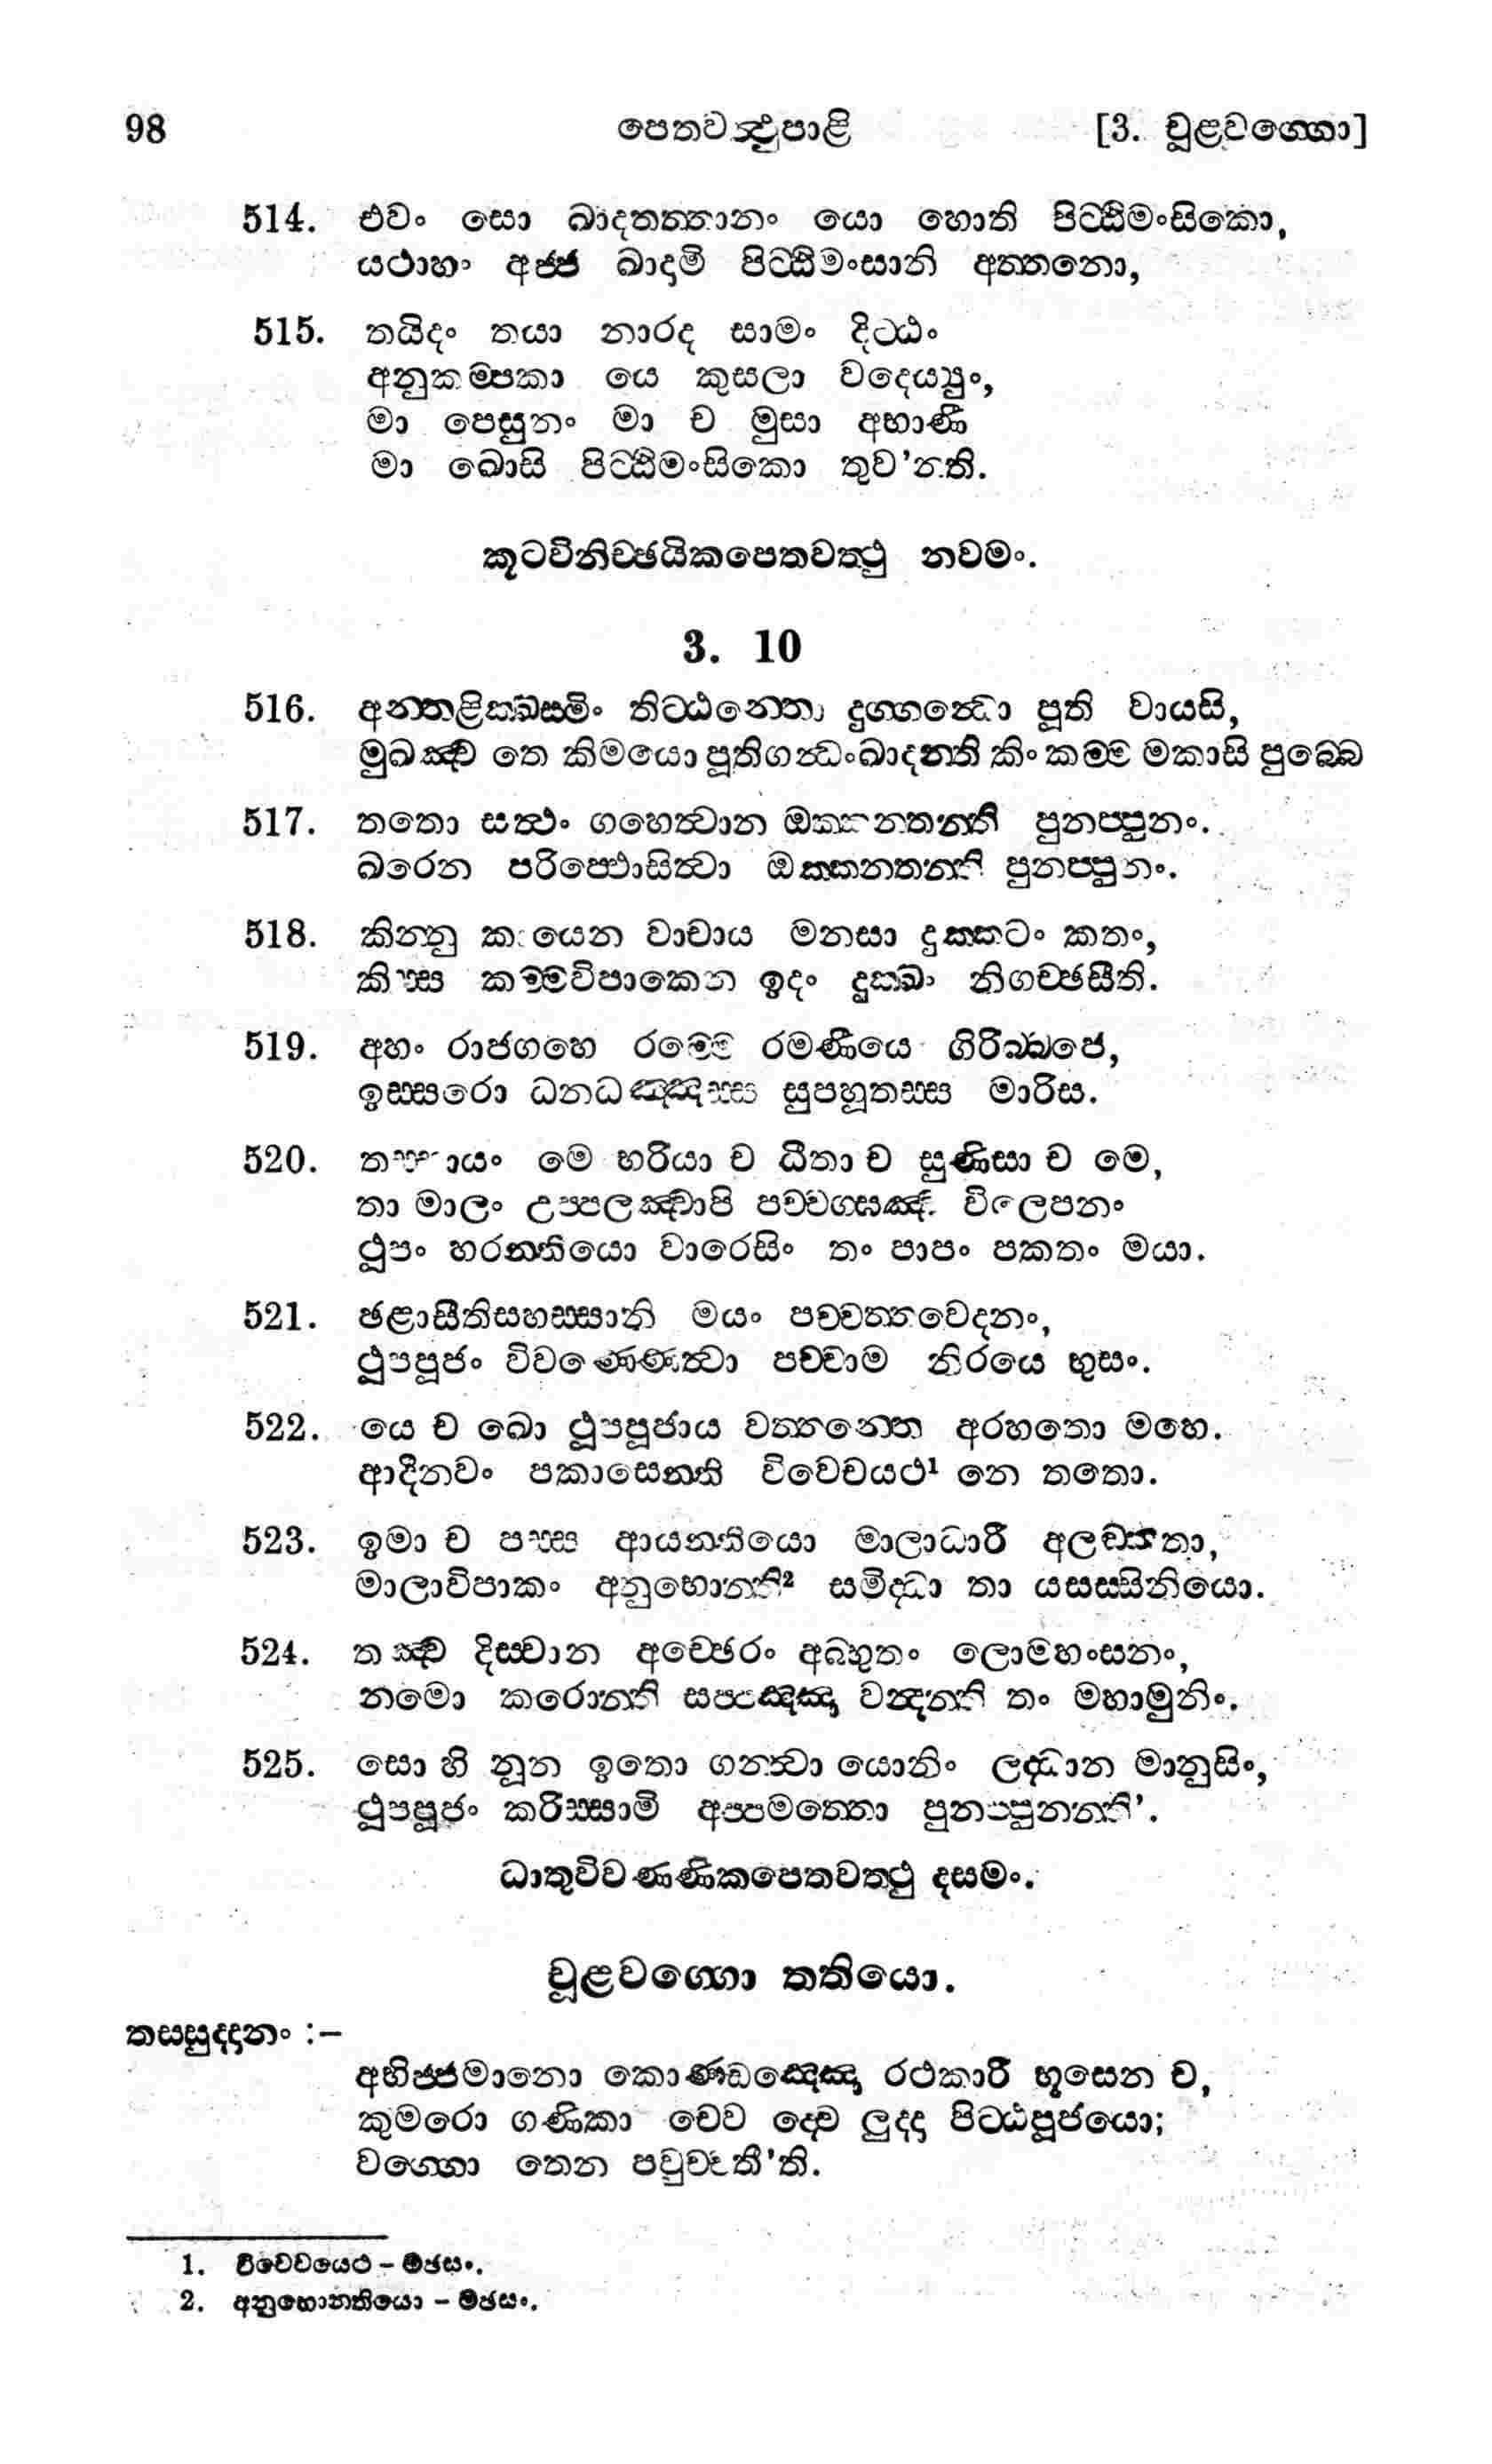 98 පෙතවත්ථුපාළි [3. චූළවග්ගො]
514. එවං සො ඛාදතත්තානං යො හොති පිට්ඨිමංසිකො,
යථාහං අජ්ජ ඛාදාමි පිට්ඨිමංසානි අත්තනො,
515. තයිදං තයා නාරද සාමං දිට්ඨං
අනුකම්පකා යෙ කුසලා වදෙය්‍යුං,
මා පෙසුනං මා ච මුසා අභාණී
මා ඛොසි පිට්ඨිමංසිකො තුව'න්ති.
කූටවිනිච්ඡයිකපෙතවත්ථු නවමං.
3. 10
516. අන්තළික්ඛස්මිං තිට්ඨන්තො දුග්ගන්ධො පූති වායසි,
මුඛඤ්ච තෙ කිමයො පූතිගන්ධං ඛාදන්ති කිං කම්ම මකාසි පුබ්බෙ
517. තතො සත්ථං ගහෙත්වාන ඔක්කන්තන්ති පුනප්පුනං.
ඛරෙන පරිප්ඵොසිත්වා ඔක්කන්තන්ති පුනප්පුනං.
518. කින්නු කායෙන වාචාය මනසා දුක්කටං කතං,
කිස්ස කම්මවිපාකෙන ඉදං දුක්ඛං නිගච්ඡසීති.
519. අහං රාජගහෙ රම්මෙ රමණීයෙ ගිරිබ්බජෙ,
ඉස්සරො ධනධඤ්ඤස්ස සුපහූතස්ස මාරිස.
520. තස්සායං මෙ භරියා ච ධීතා ච සුණිසා ච මෙ,
තා මාලං උප්පලඤ්චාපි පච්චග්ඝඤ්ච විලෙපනං
ථූපං හරන්තියො වාරෙසිං තං පාපං පකතං මයා.
521. ඡළාසීතිසහස්සානි මයං පච්චත්තවෙදනං,
ථූපපූජං විවණ්ණෙත්වා පච්චාම නිරයෙ භුසං.
522. යෙ ච ඛො ථූපපූජාය වත්තන්තෙ අරහතො මහෙ.
ආදීනවං පකාසෙන්ති විවෙචයථ¹ නෙ තතො.
523. ඉමා ච පස්ස ආයන්තියො මාලාධාරී අලඞ්කතා,
මාලාවිපාකං අනුභොන්ති² සමිද්ධා තා යසස්සිනියො.
524. තඤ්ච දිස්වාන අච්ඡෙරං අබ්භුතං ලොමහංසනං,
නමො කරොන්ති සප්පඤ්ඤා වන්දන්ති තං මහාමුනිං.
525. සො හි නූන ඉතො ගන්ත්වා යොනිං ලද්ධාන මානුසිං,
ථූපපූජං කරිස්සාමි අප්පමත්තො පුනප්පුනන්ති'.
ධාතුවිවණ්ණිකපෙතවත්ථු දසමං.
චූළවග්ගො තතියො.
තස්සුද්දානං :–
අභිජ්ජමානො කොණ්ඩඤ්ඤො රථකාරී භූසෙන ච,
කුමාරො ගණිකා චෙව ද්වෙ ලුද්දා පිට්ඨපූජයො;
වග්ගො තෙන පවුච්චතී'ති.
1. විවෙචයෙථ – මජසං.
2. අනුභොන්තියො – මජසං.